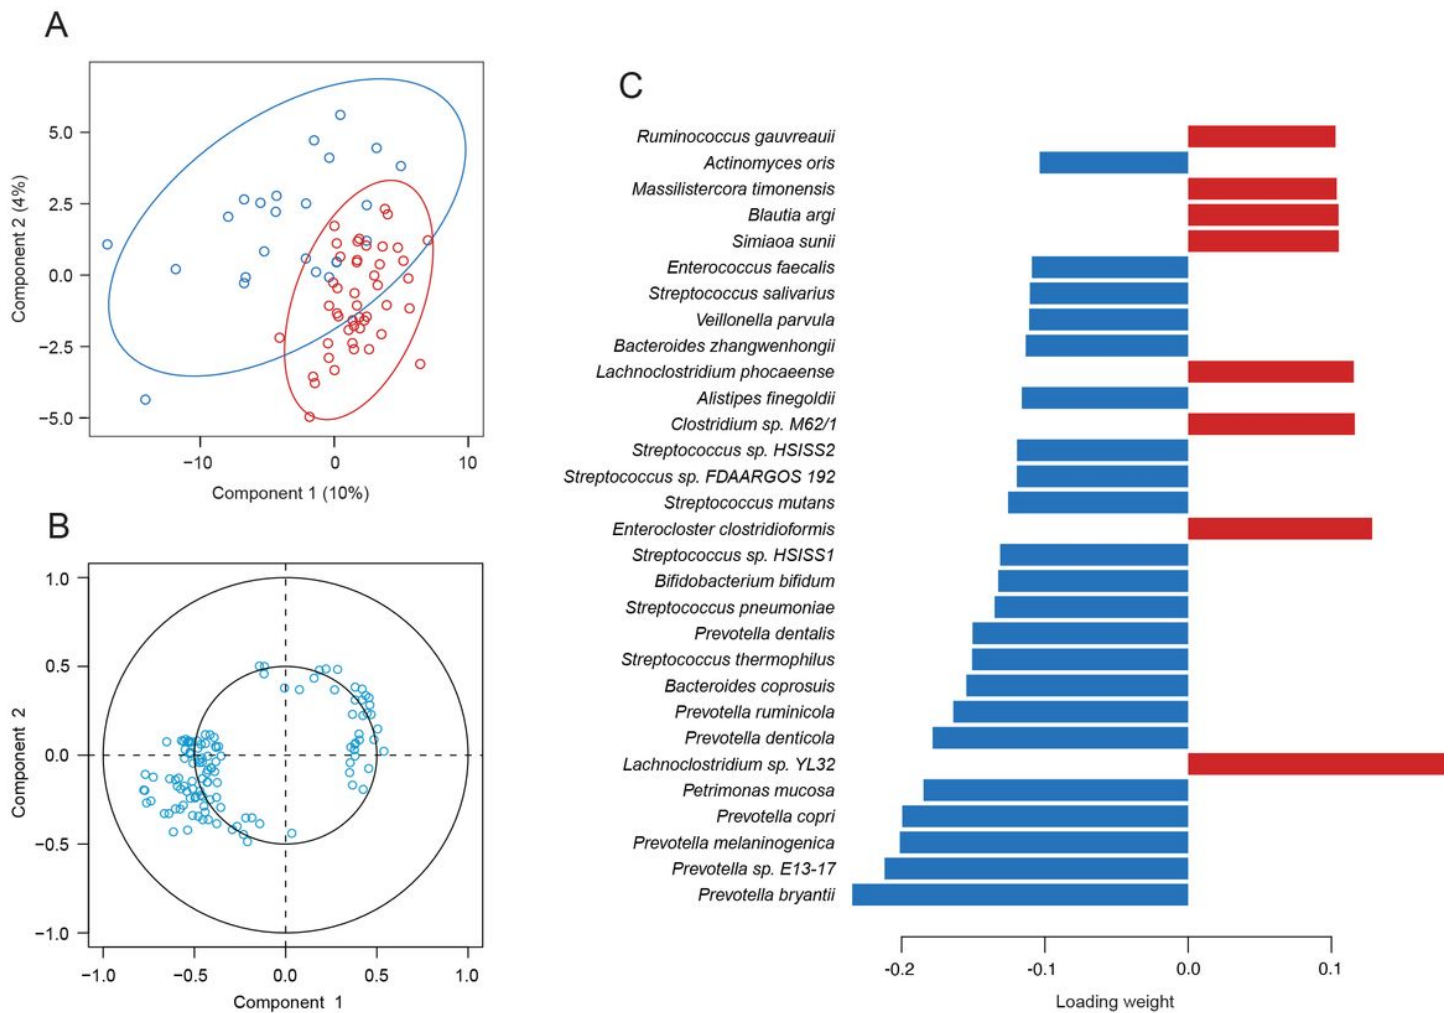 A
5.0
2.5
0.0
−2.5
−5.0
Component 2 (4%)
−10
0
10
Component 1 (10%)
B
1.0
0.5
0.0
−0.5
−1.0
Component 2
−1.0
−0.5
0.0
0.5
1.0
Component 1
C
Ruminococcus gauvreauii
Actinomyces oris
Massilistercora timonensis
Blautia argi
Simiaoa sunii
Enterococcus faecalis
Streptococcus salivarius
Veillonella parvula
Bacteroides zhangwenhongii
Lachnoclostridium phocaeense
Alistipes finegoldii
Clostridium sp. M62/1
Streptococcus sp. HSISS2
Streptococcus sp. FDAARGOS 192
Streptococcus mutans
Enterocloster clostridioformis
Streptococcus sp. HSISS1
Bifidobacterium bifidum
Streptococcus pneumoniae
Prevotella dentalis
Streptococcus thermophilus
Bacteroides coprosuis
Prevotella ruminicola
Prevotella denticola
Lachnoclostridium sp. YL32
Petrimonas mucosa
Prevotella copri
Prevotella melaninogenica
Prevotella sp. E13-17
Prevotella bryantii
-0.2
-0.1
0.0
0.1
Loading weight